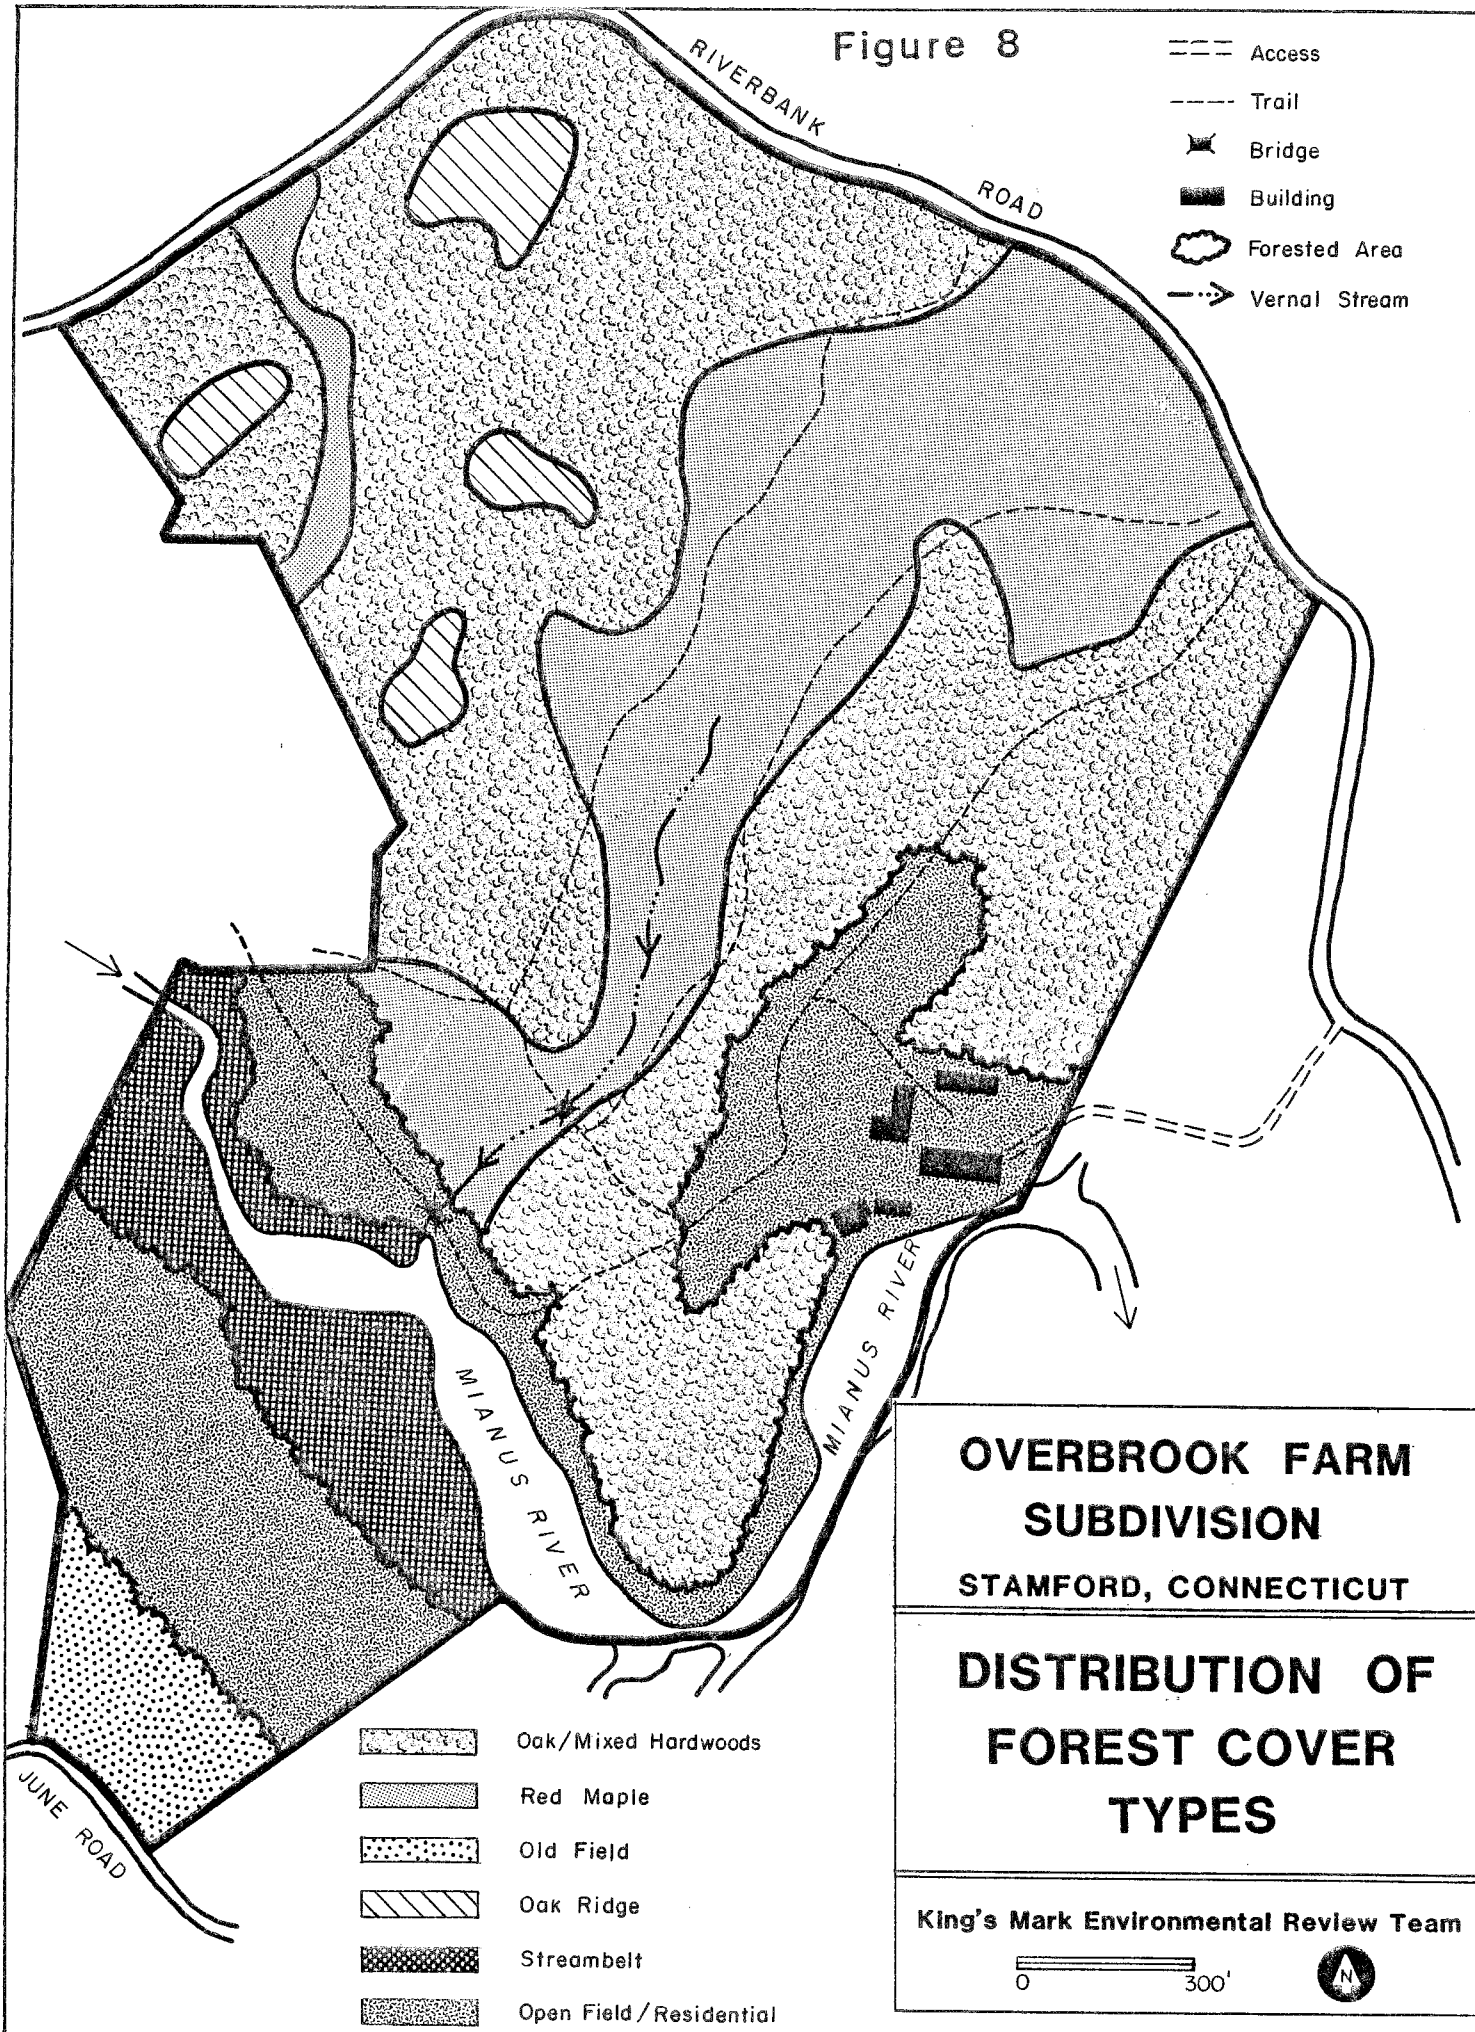 Figure 8
Access
Trail
Bridge
Building
Forested Area
Vernal Stream
RIVERBANK
ROAD
MIANUS RIVER
MIANUS RIVER
JUNE ROAD
OVERBROOK FARM
SUBDIVISION
STAMFORD, CONNECTICUT
DISTRIBUTION OF
FOREST COVER
TYPES
King's Mark Environmental Review Team
0 300'
N
Oak/Mixed Hardwoods
Red Maple
Old Field
Oak Ridge
Streambelt
Open Field/Residential